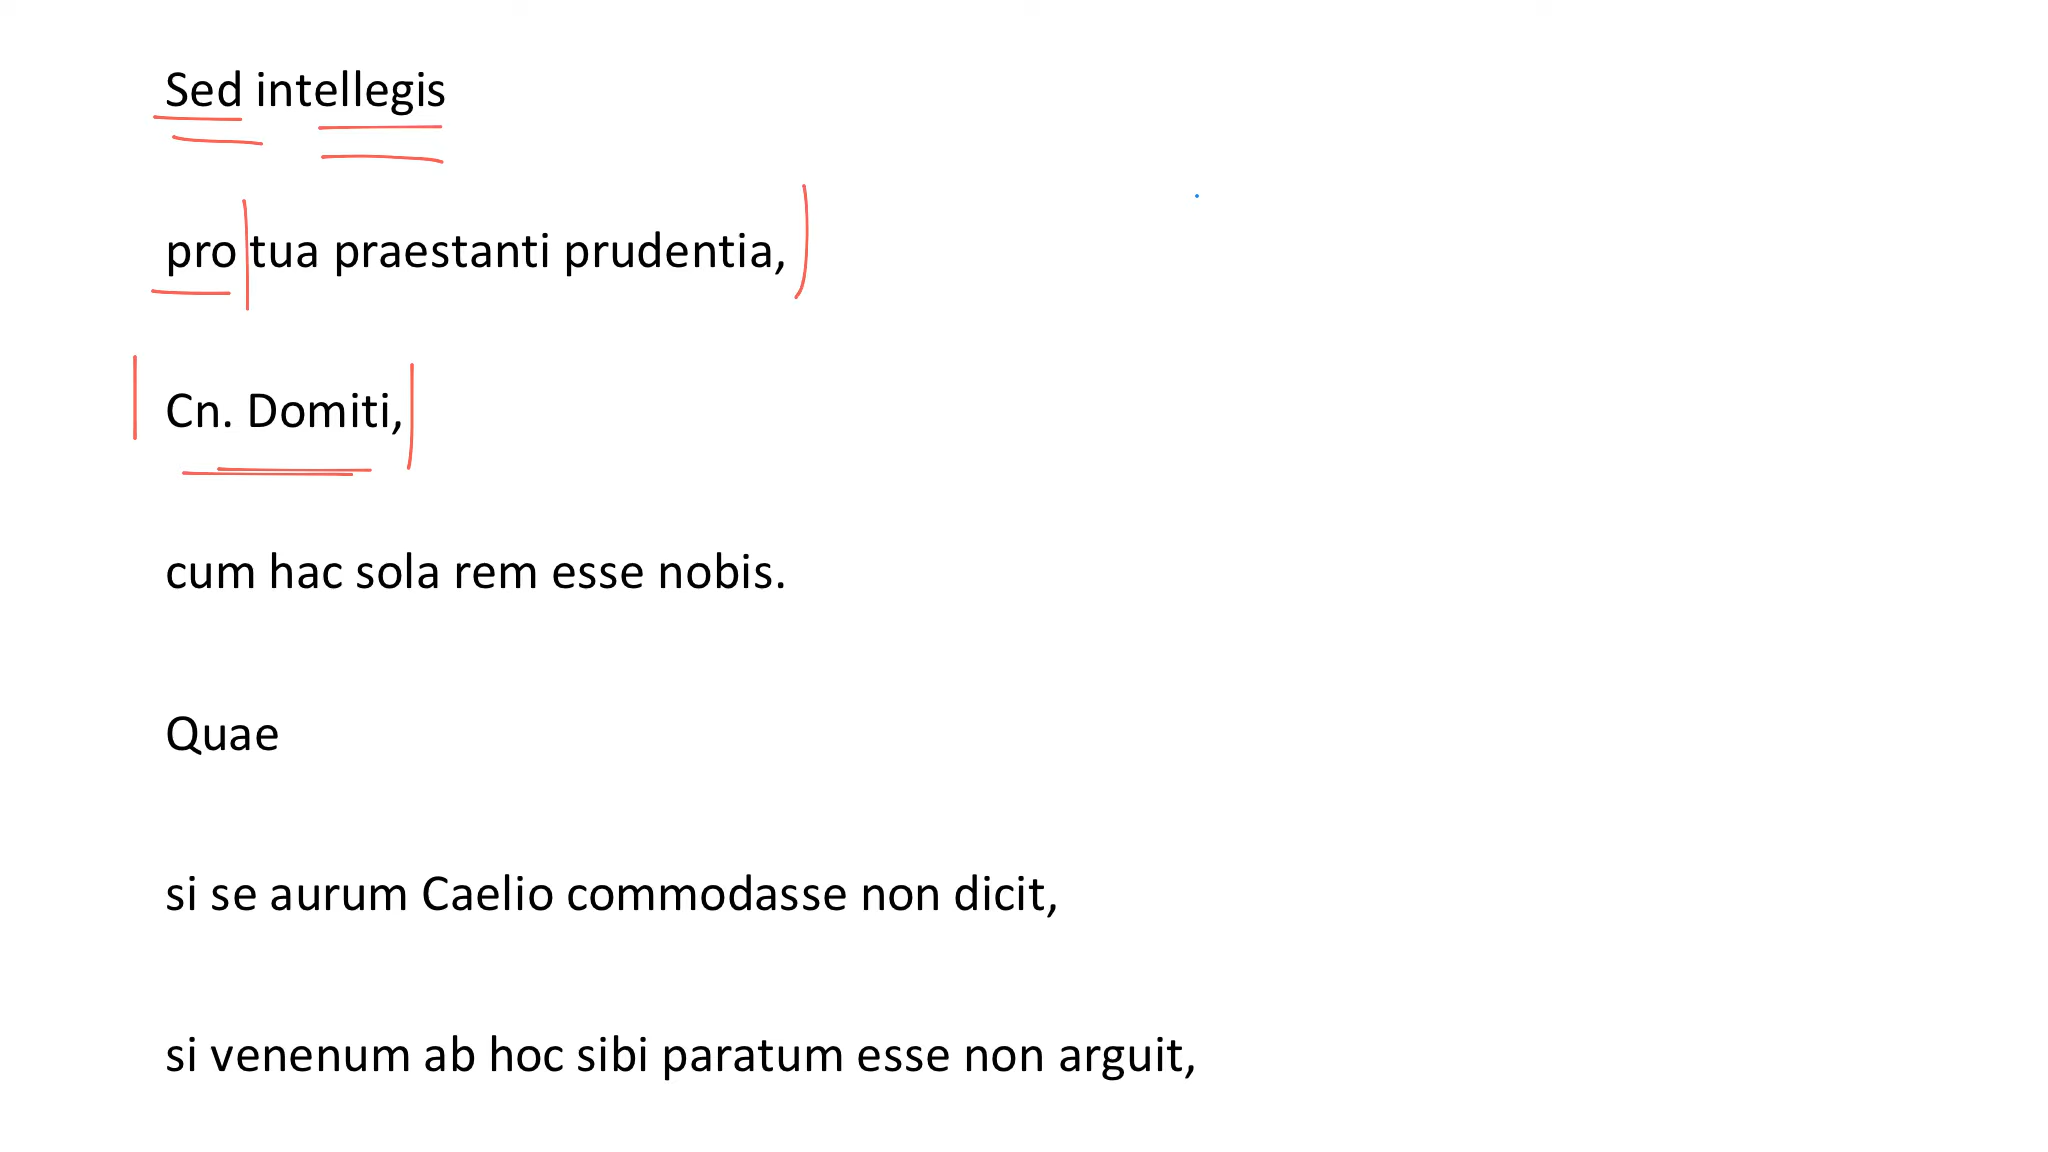 Sed intellegis
pro tua praestanti prudentia,
Cn. Domiti,
cum hac sola rem esse nobis.
Quae
si se aurum Caelio commodasse non dicit,
si venenum ab hoc sibi paratum esse non arguit,